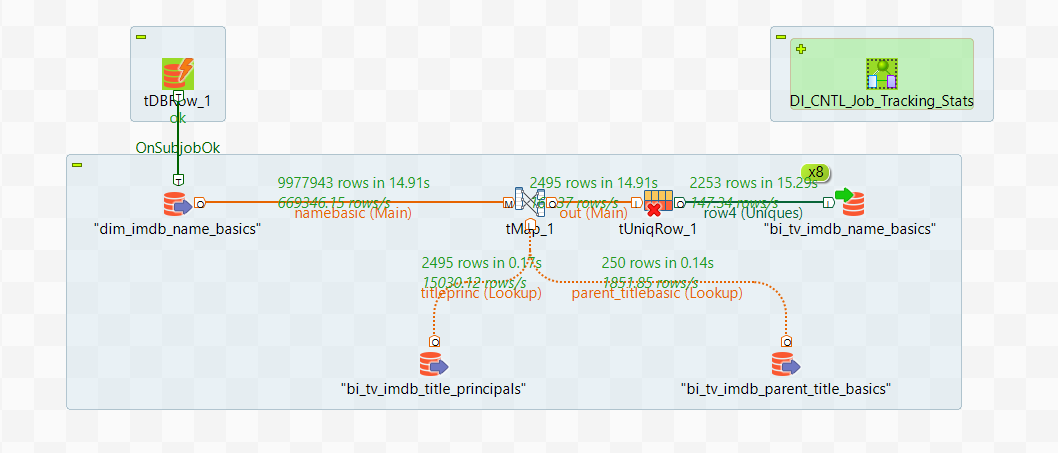 tDBRow_1
ok
DI_CNTL_Job_Tracking_Stats
OnSubjobOk
x8
9977943 rows in 14.91s
669346.15 rows/s
namebasic (Main)
2495 rows in 14.91s
rows/s
out (Main)
2253 rows in 15.29s
147.34 rows/s
row4 (Uniques)
"dim_imdb_name_basics"
tMap_1
tUniqRow_1
"bi_tv_imdb_name_basics"
2495 rows in 0.17s
15030.12 rows/s
titleprinc (Lookup)
250 rows in 0.14s
1851.85 rows/s
parent_titlebasic (Lookup)
"bi_tv_imdb_title_principals"
"bi_tv_imdb_parent_title_basics"